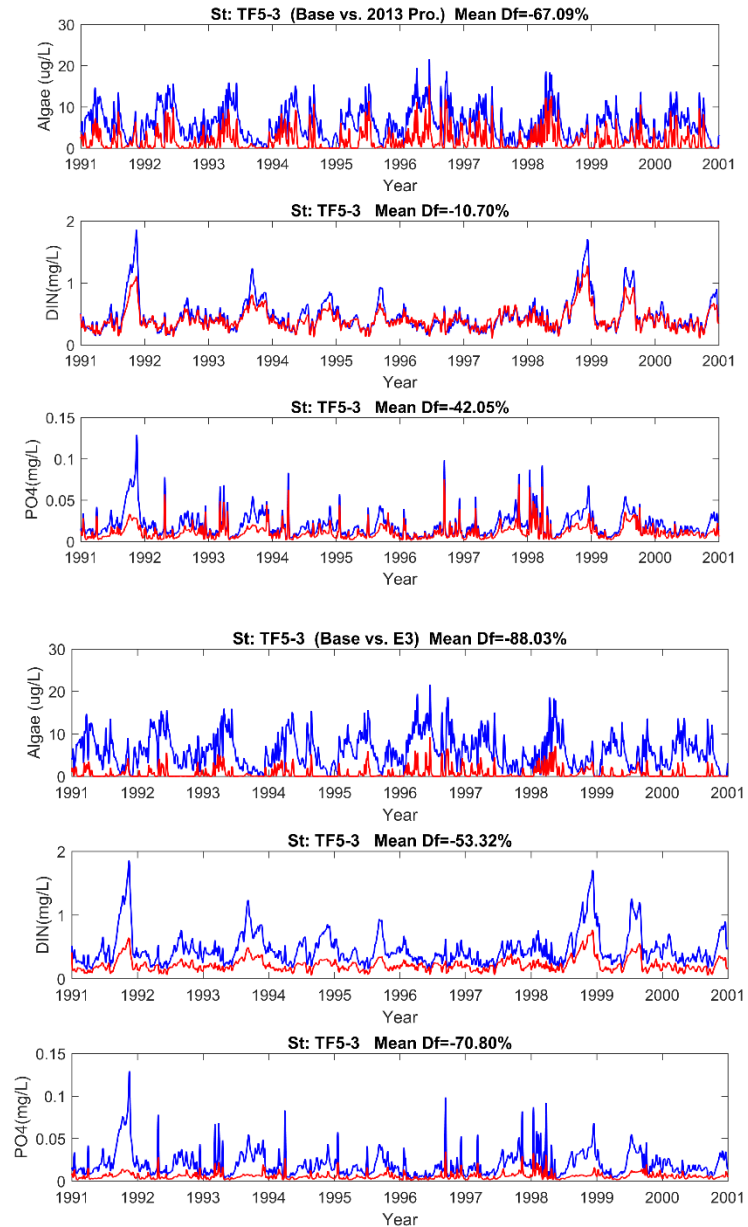 St: TF5-3 (Base vs. 2013 Pro.) Mean Df=-67.09%
Algae (ug/L)
30
20
10
0
1991 1992 1993 1994 1995 1996 1997 1998 1999 2000 2001
Year
St: TF5-3 Mean Df=-10.70%
DIN(mg/L)
2
1
0
1991 1992 1993 1994 1995 1996 1997 1998 1999 2000 2001
Year
St: TF5-3 Mean Df=-42.05%
PO4(mg/L)
0.15
0.1
0.05
0
1991 1992 1993 1994 1995 1996 1997 1998 1999 2000 2001
Year
St: TF5-3 (Base vs. E3) Mean Df=-88.03%
Algae (ug/L)
30
20
10
0
1991 1992 1993 1994 1995 1996 1997 1998 1999 2000 2001
Year
St: TF5-3 Mean Df=-53.32%
DIN(mg/L)
2
1
0
1991 1992 1993 1994 1995 1996 1997 1998 1999 2000 2001
Year
St: TF5-3 Mean Df=-70.80%
PO4(mg/L)
0.15
0.1
0.05
0
1991 1992 1993 1994 1995 1996 1997 1998 1999 2000 2001
Year